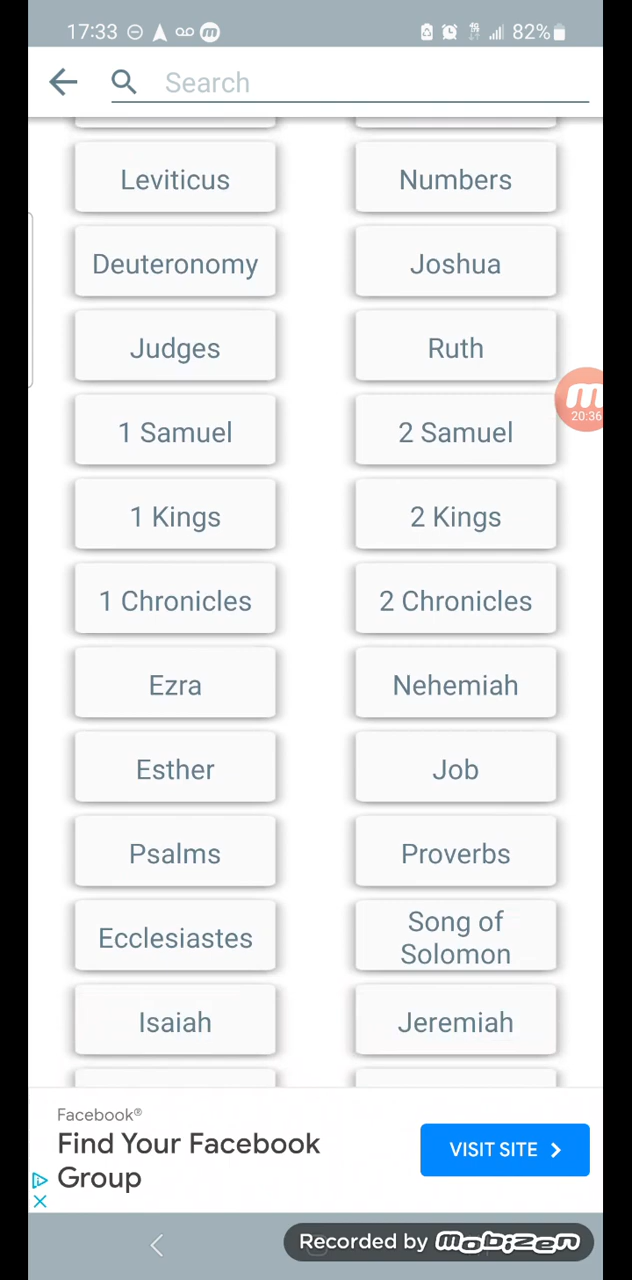 17:33 82%
Search
Leviticus Numbers
Deuteronomy Joshua
Judges Ruth
1 Samuel 2 Samuel
20:36
1 Kings 2 Kings
1 Chronicles 2 Chronicles
Ezra Nehemiah
Esther Job
Psalms Proverbs
Ecclesiastes Song of
Solomon
Isaiah Jeremiah
Facebook®
Find Your Facebook
Group
VISIT SITE
Recorded by mobizen